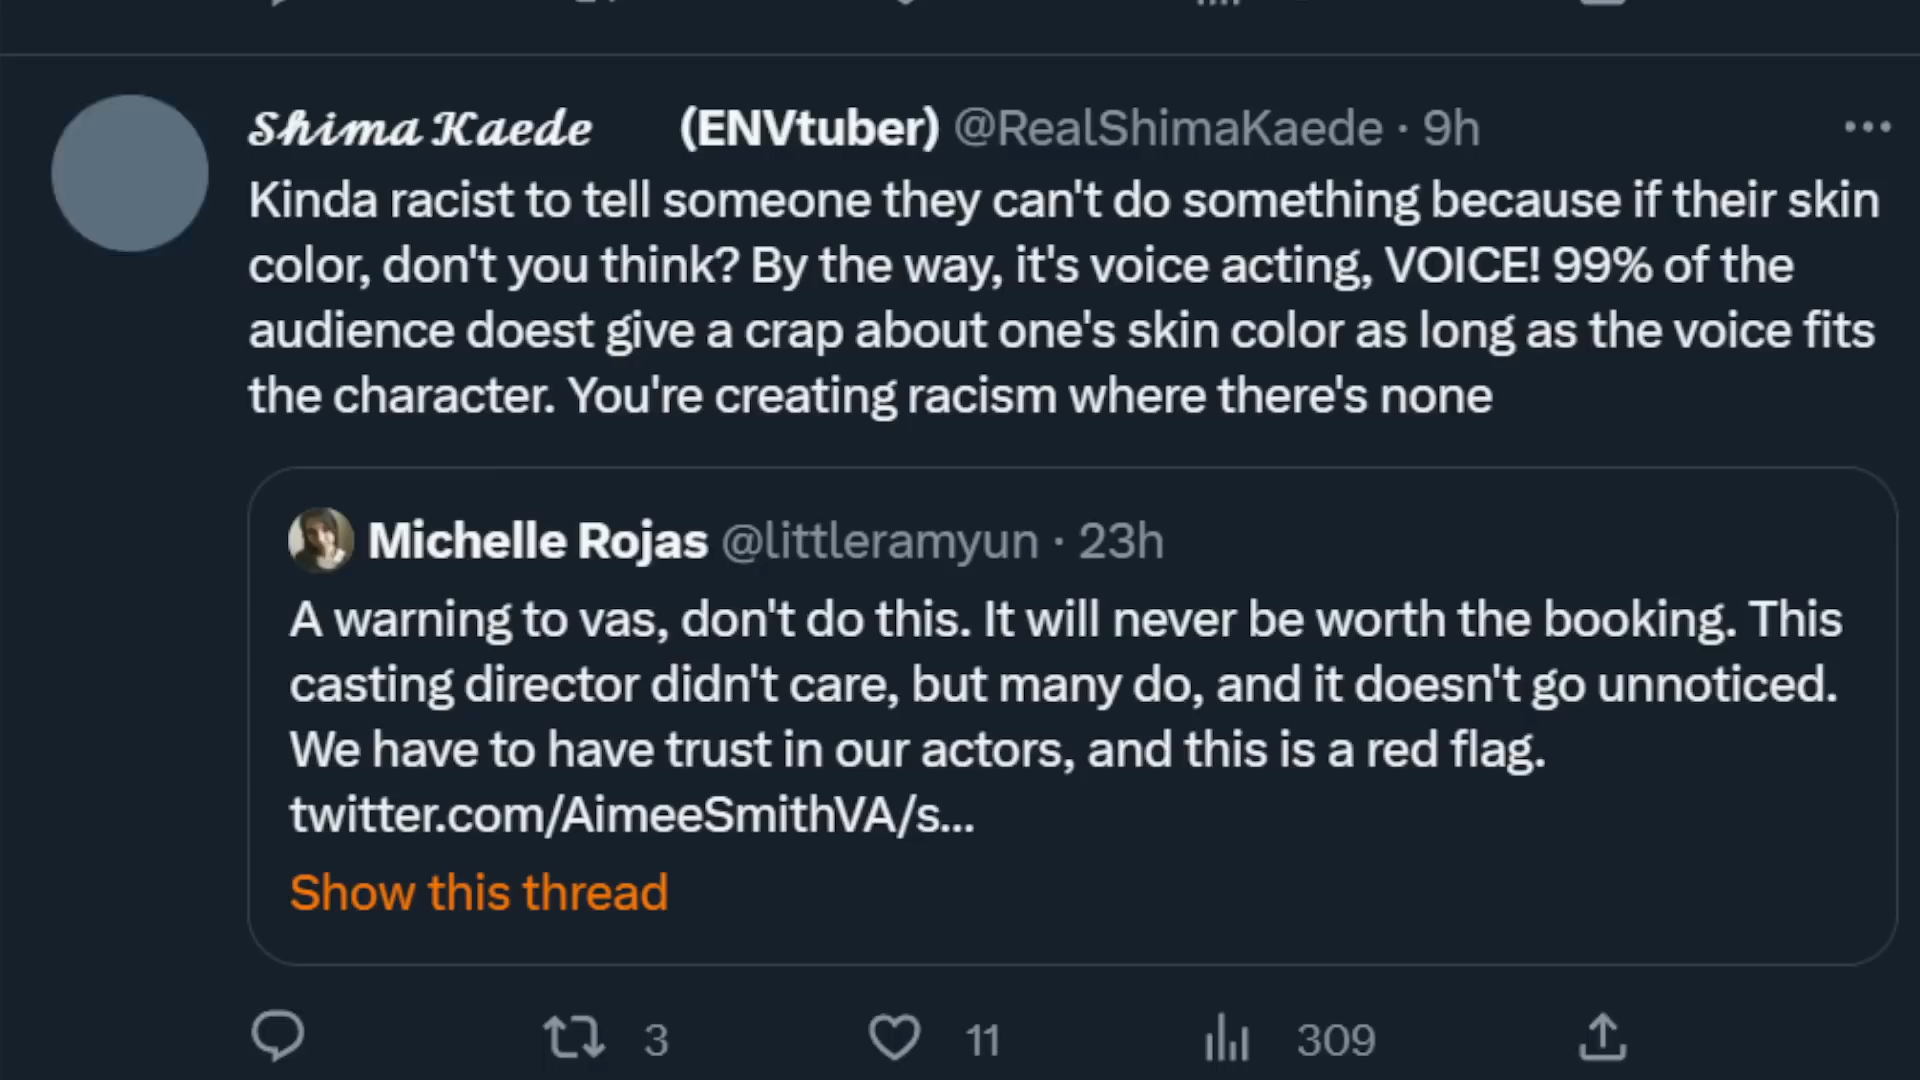 𝓢𝓱𝓲𝓶𝓪 𝓚𝓪𝓮𝓭𝓮 (ENVtuber) @RealShimaKaede · 9h
Kinda racist to tell someone they can't do something because if their skin
color, don't you think? By the way, it's voice acting, VOICE! 99% of the
audience doest give a crap about one's skin color as long as the voice fits
the character. You're creating racism where there's none
Michelle Rojas @littleramyun · 23h
A warning to vas, don't do this. It will never be worth the booking. This
casting director didn't care, but many do, and it doesn't go unnoticed.
We have to have trust in our actors, and this is a red flag.
twitter.com/AimeeSmithVA/s...
Show this thread
3 11 309